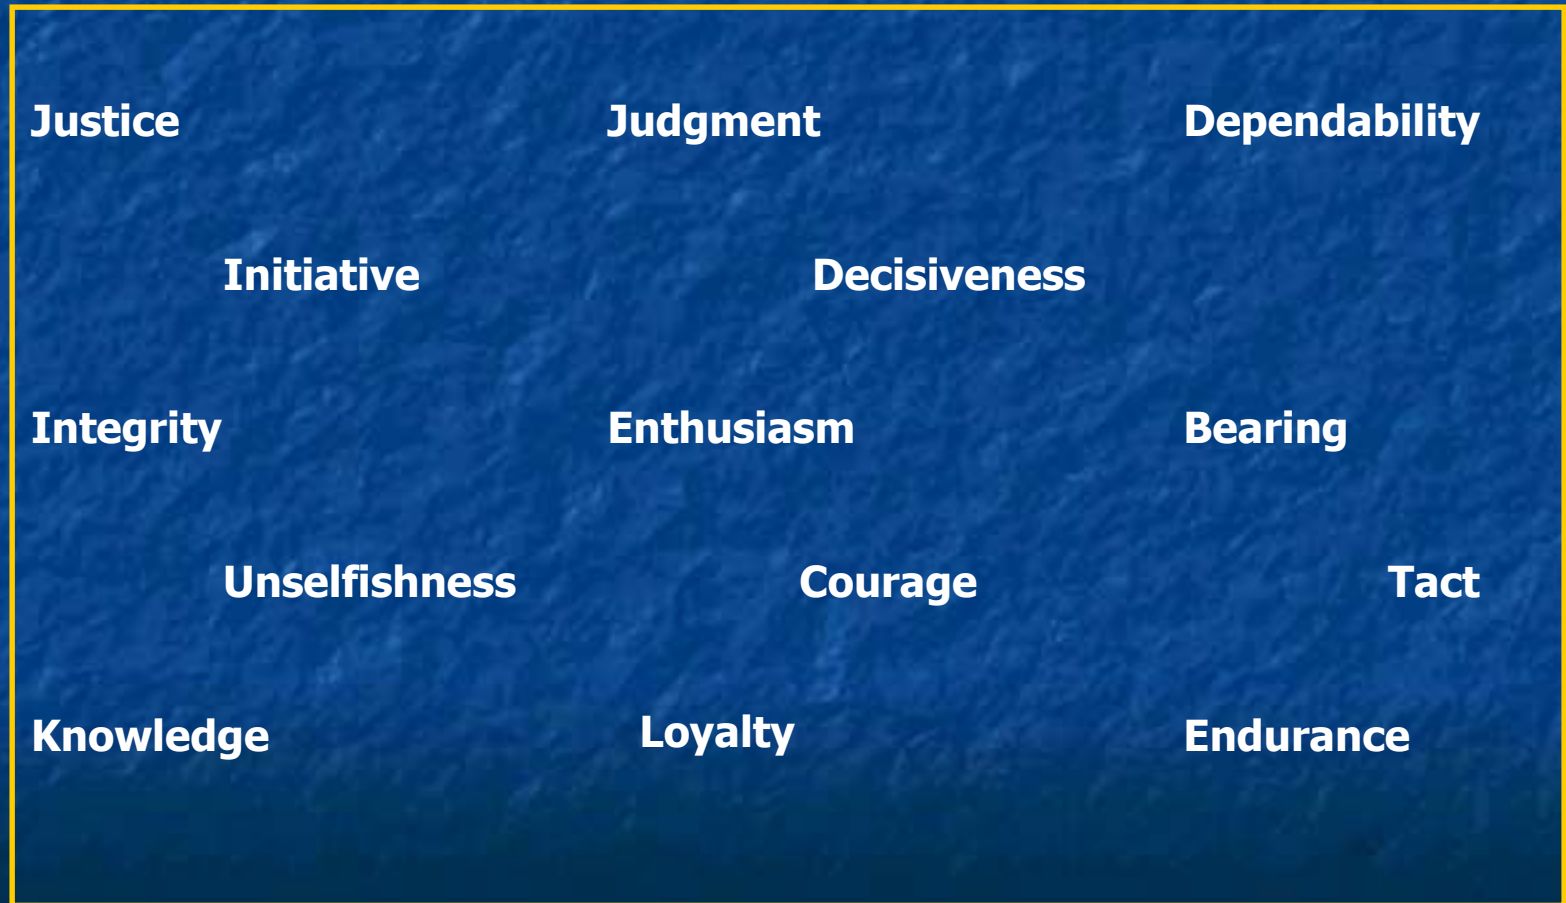 Justice Judgment Dependability
Initiative Decisiveness
Integrity Enthusiasm Bearing
Unselfishness Courage Tact
Knowledge Loyalty Endurance